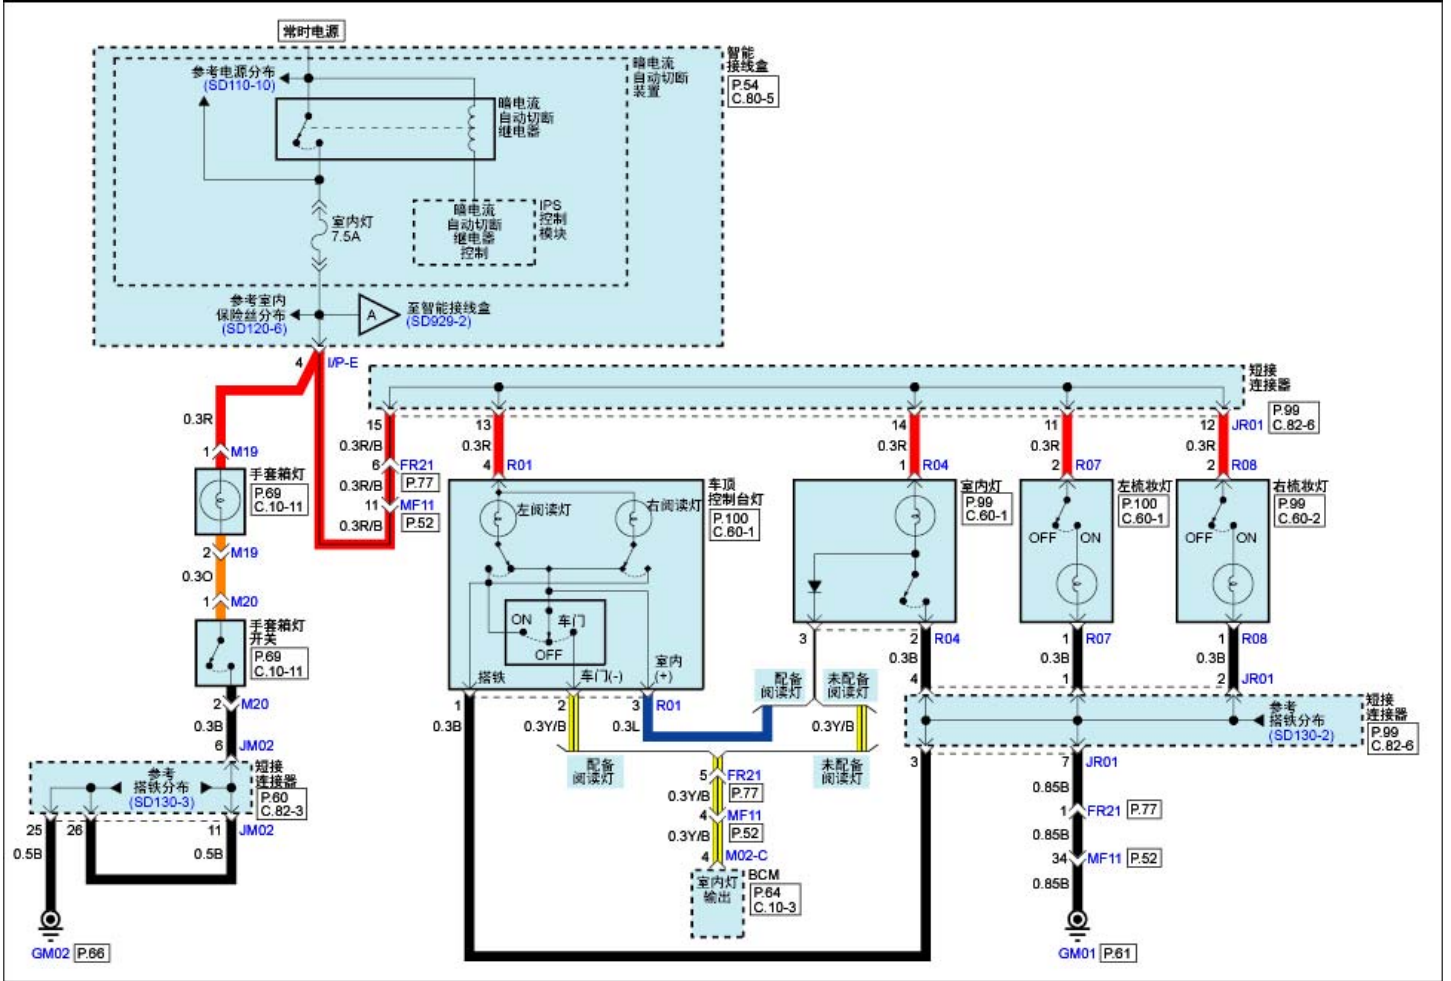 常时电源
智能
接线盒
P.54
C.80-5
参考电源分布
(SD110-10)
暗电流
自动切断
装置
暗电流
自动切断
继电器
室内灯
7.5A
暗电流
自动切断
继电器
控制
IPS
控制
模块
参考室内
保险丝分布
(SD120-6)
A
至智能接线盒
(SD929-2)
4
I/P-E
短接
连接器
P.99
C.82-6
15
13
14
11
12
JR01
0.3R
0.3R/B
0.3R
0.3R
0.3R
0.3R
1
M19
6
FR21
P.77
4
R01
1
R04
2
R07
2
R08
0.3R/B
11
MF11
P.52
0.3R/B
手套箱灯
P.69
C.10-11
车顶
控制台灯
P.100
C.60-1
左阅读灯
右阅读灯
室内灯
P.99
C.60-1
左梳妆灯
P.100
C.60-1
OFF
ON
右梳妆灯
P.99
C.60-2
OFF
ON
2
M19
0.3O
1
M20
手套箱灯
开关
P.69
C.10-11
ON
车门
OFF
搭铁
车门(-)
室内
(+)
3
2
R04
1
R07
1
R08
0.3B
0.3B
0.3B
配备
阅读灯
未配备
阅读灯
4
1
2
JR01
2
M20
0.3B
6
JM02
1
2
3
R01
0.3B
0.3Y/B
0.3L
0.3Y/B
参考
搭铁分布
(SD130-2)
短接
连接器
P.99
C.82-6
参考
搭铁分布
(SD130-3)
短接
连接器
P.60
C.82-3
配备
阅读灯
未配备
阅读灯
3
7
JR01
5
FR21
P.77
0.3Y/B
4
MF11
P.52
0.3Y/B
4
M02-C
室内灯
输出
BCM
P.64
C.10-3
0.85B
1
FR21
P.77
0.85B
34
MF11
P.52
0.85B
25
26
11
JM02
0.5B
0.5B
GM02
P.66
GM01
P.61